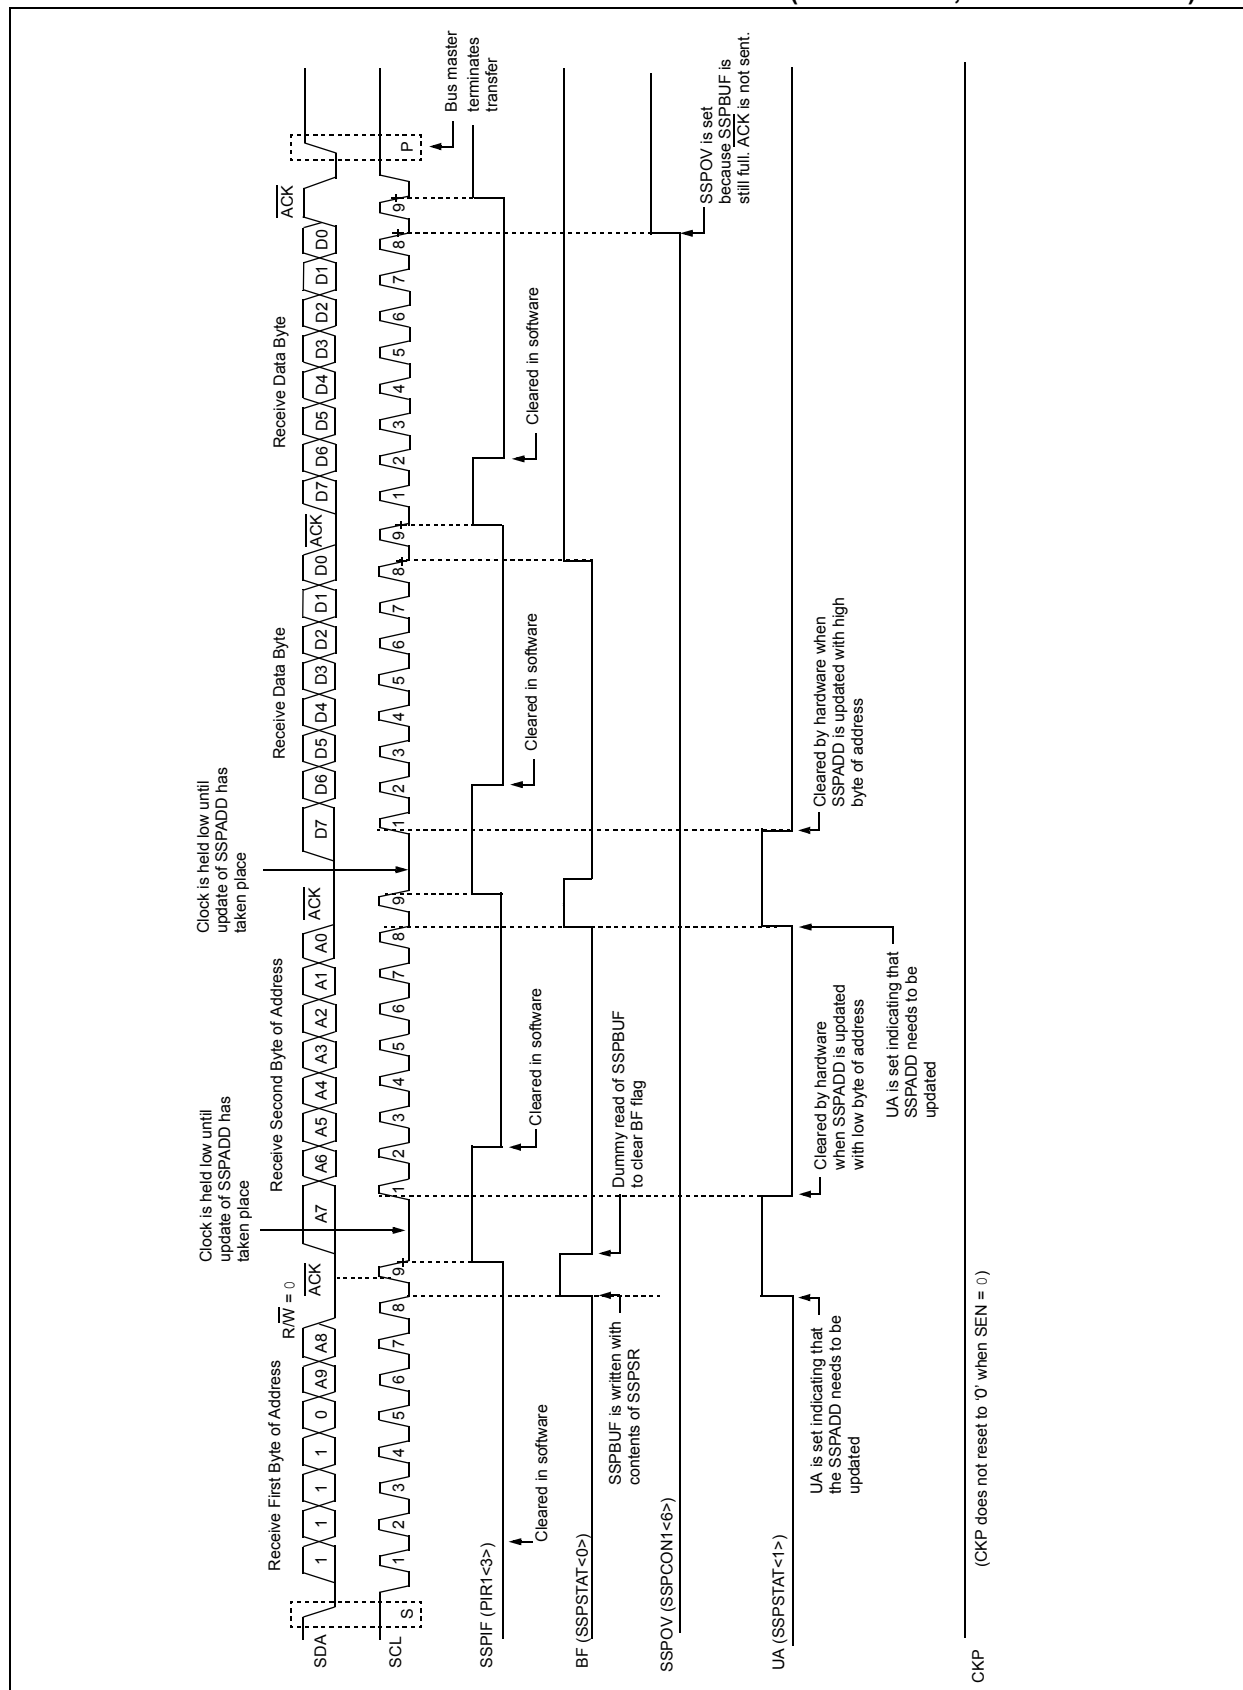 Clock is held low until
update of SSPADD has
taken place
Clock is held low until
update of SSPADD has
taken place
Receive First Byte of Address
R/W = 0
Receive Second Byte of Address
Receive Data Byte
Receive Data Byte
ACK
ACK
ACK
ACK
SDA
1 1 1 1 0 A9 A8
A7 A6 A5 A4 A3 A2 A1 A0
D7 D6 D5 D4 D3 D2 D1 D0
D7 D6 D5 D4 D3 D2 D1 D0
SCL
S
1 2 3 4 5 6 7 8 9
1 2 3 4 5 6 7 8 9
1 2 3 4 5 6 7 8 9
1 2 3 4 5 6 7 8 9
P
Bus master
terminates
transfer
SSPIF (PIR1<3>)
Cleared in software
Cleared in software
Cleared in software
Cleared in software
BF (SSPSTAT<0>)
SSPBUF is written with
contents of SSPSR
Dummy read of SSPBUF
to clear BF flag
SSPOV (SSPCON1<6>)
SSPOV is set
because SSPBUF is
still full. ACK is not sent.
UA (SSPSTAT<1>)
UA is set indicating that
the SSPADD needs to be
updated
Cleared by hardware
when SSPADD is updated
with low byte of address
UA is set indicating that
SSPADD needs to be
updated
Cleared by hardware when
SSPADD is updated with high
byte of address
CKP
(CKP does not reset to ‘0’ when SEN = 0)